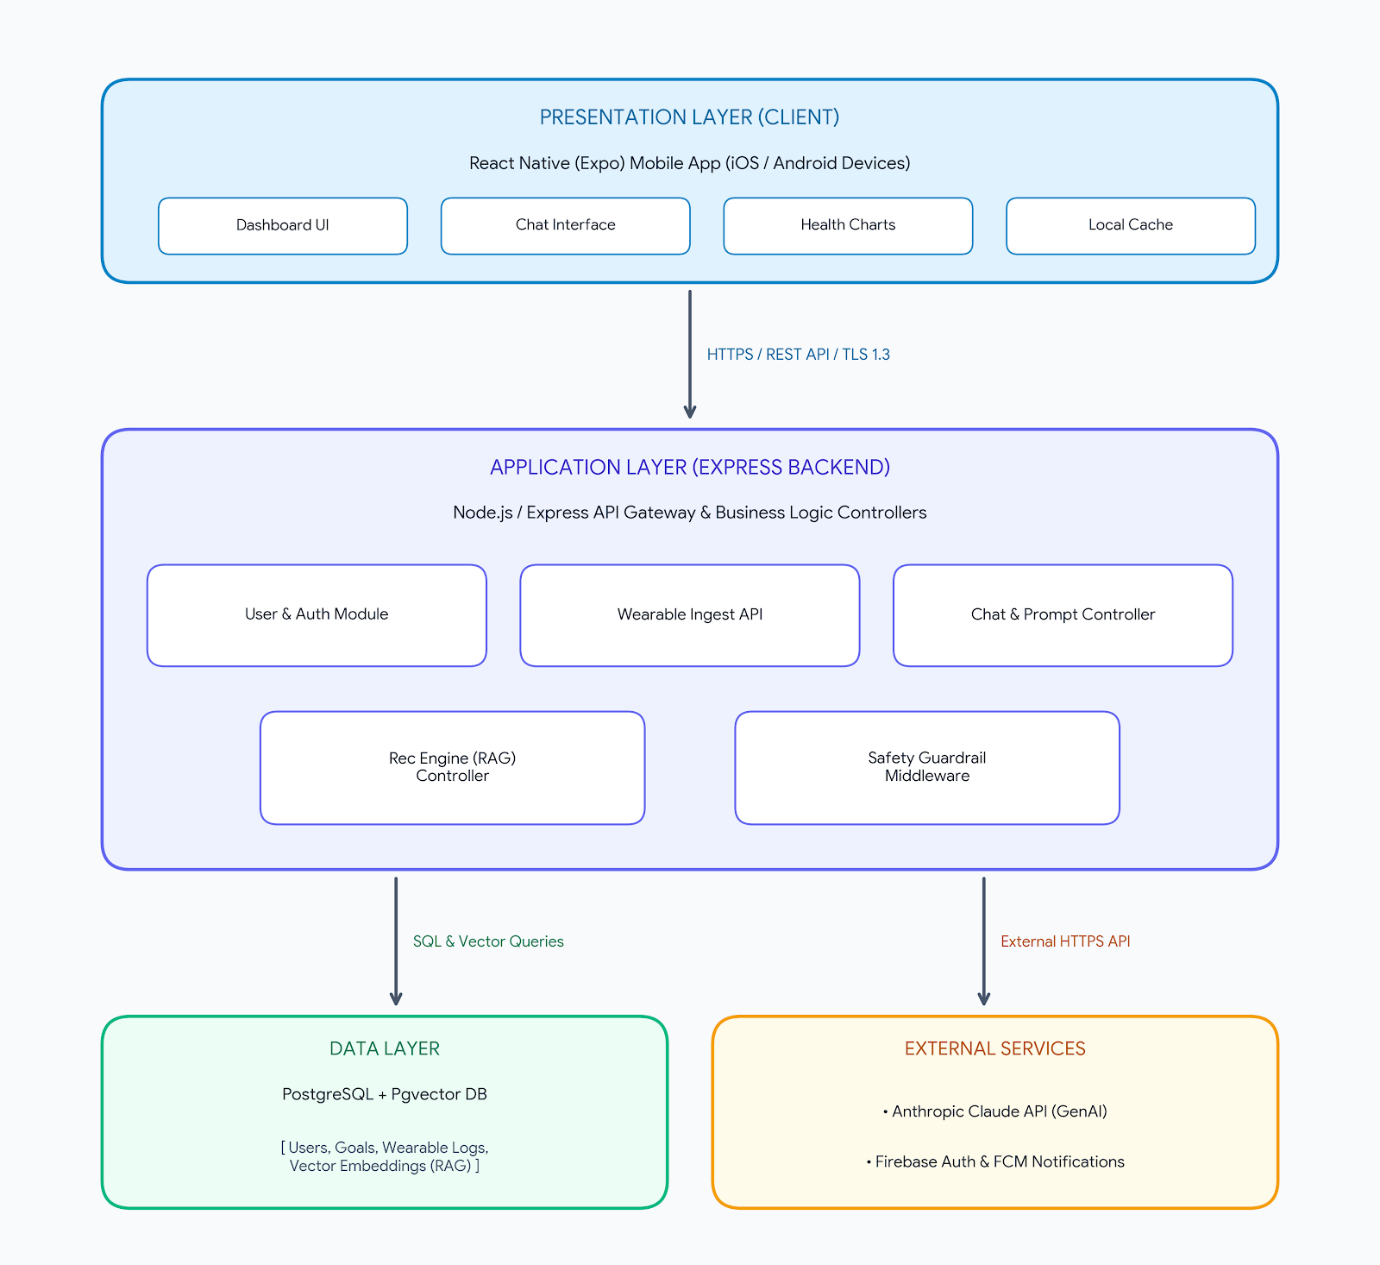 PRESENTATION LAYER (CLIENT)
React Native (Expo) Mobile App (iOS / Android Devices)
Dashboard UI
Chat Interface
Health Charts
Local Cache
HTTPS / REST API / TLS 1.3
APPLICATION LAYER (EXPRESS BACKEND)
Node.js / Express API Gateway & Business Logic Controllers
User & Auth Module
Wearable Ingest API
Chat & Prompt Controller
Rec Engine (RAG)
Controller
Safety Guardrail
Middleware
SQL & Vector Queries
External HTTPS API
DATA LAYER
PostgreSQL + Pgvector DB
[ Users, Goals, Wearable Logs,
Vector Embeddings (RAG) ]
EXTERNAL SERVICES
• Anthropic Claude API (GenAI)
• Firebase Auth & FCM Notifications